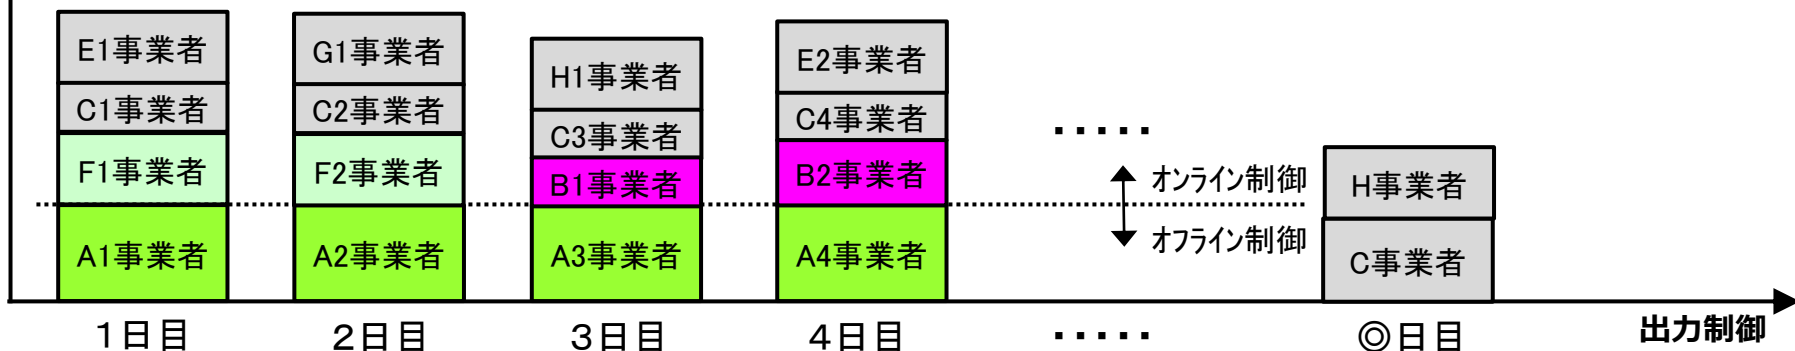 E1事業者
C1事業者
F1事業者
A1事業者
G1事業者
C2事業者
F2事業者
A2事業者
H1事業者
C3事業者
B1事業者
A3事業者
E2事業者
C4事業者
B2事業者
A4事業者
・・・・・
オンライン制御
オフライン制御
H事業者
C事業者
1日目
2日目
3日目
4日目
・・・・・
◎日目
出力制御